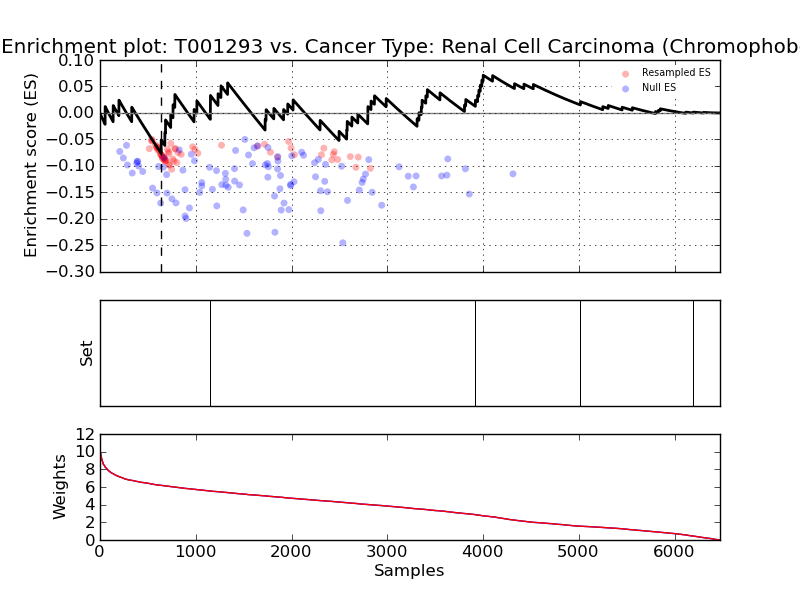 Enrichment plot: T001293 vs. Cancer Type: Renal Cell Carcinoma (Chromophob
Enrichment score (ES)
0.10
0.05
0.00
−0.05
−0.10
−0.15
−0.20
−0.25
−0.30
Resampled ES
Null ES
Set
Weights
12
10
8
6
4
2
0
0 1000 2000 3000 4000 5000 6000
Samples